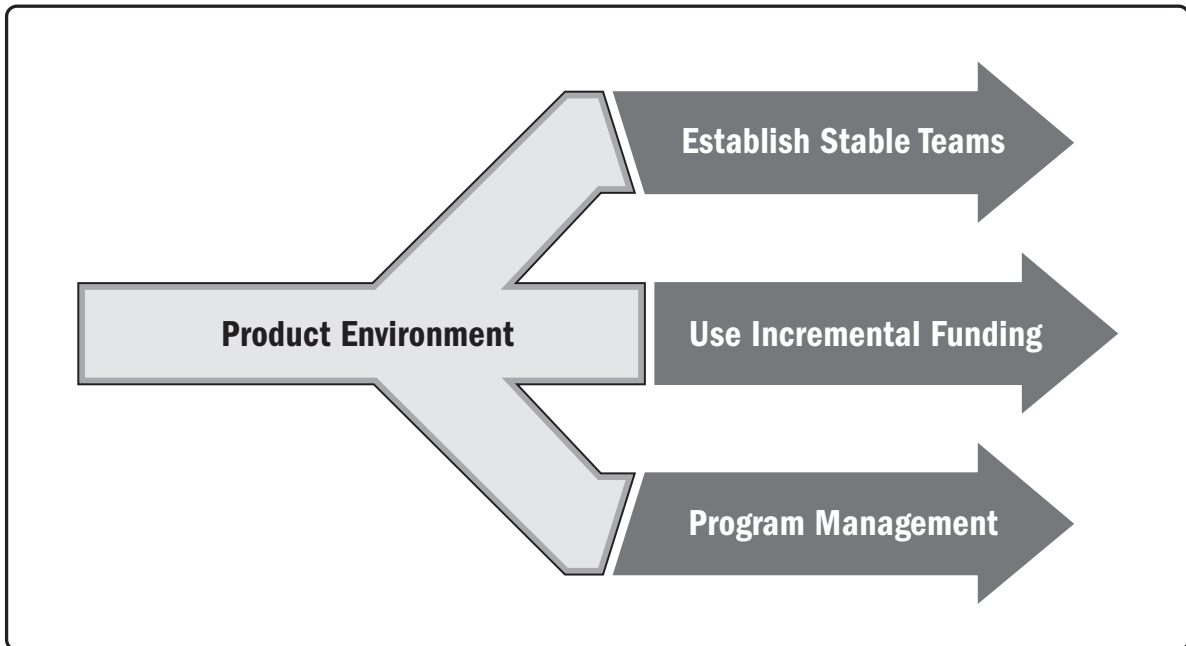 Establish Stable Teams
Product Environment
Use Incremental Funding
Program Management